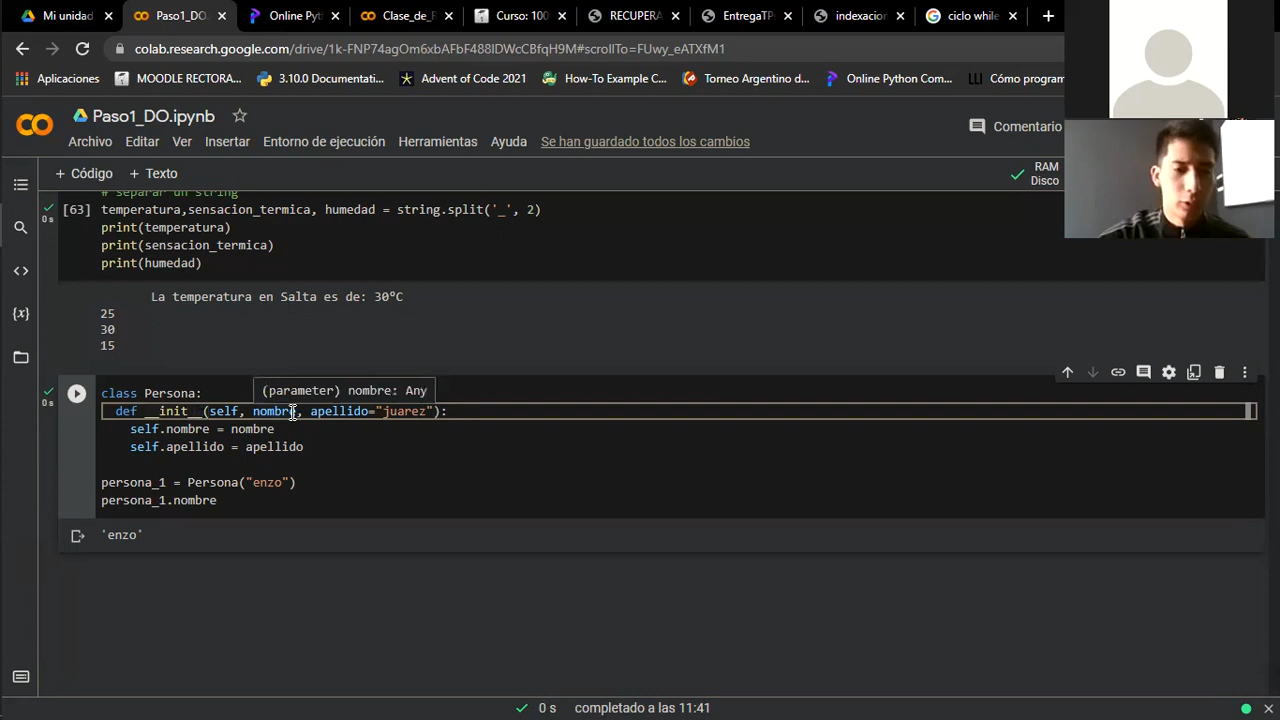 Mi unidad
Paso1_DO.
Online Pyt
Clase_de_F
Curso: 100
RECUPERA
EntregaTP
indexacion
ciclo while
colab.research.google.com/drive/1k-FNP74agOm6xbAFbF488IDWcCBfqH9M#scrollTo=FUwy_eATXfM1
Aplicaciones
MOODLE RECTORA...
3.10.0 Documentati...
Advent of Code 2021
How-To Example C...
Torneo Argentino d...
Online Python Com...
Cómo program
Paso1_DO.ipynb
Archivo Editar Ver Insertar Entorno de ejecución Herramientas Ayuda Se han guardado todos los cambios
Comentario
+ Código + Texto
RAM
Disco
# separar un string
[63] temperatura,sensacion_termica, humedad = string.split('_', 2)
0s
print(temperatura)
print(sensacion_termica)
print(humedad)
La temperatura en Salta es de: 30ºC
25
30
15
(parameter) nombre: Any
class Persona:
0s
def __init__(self, nombre, apellido="juarez"):
self.nombre = nombre
self.apellido = apellido
persona_1 = Persona("enzo")
persona_1.nombre
'enzo'
0 s completado a las 11:41